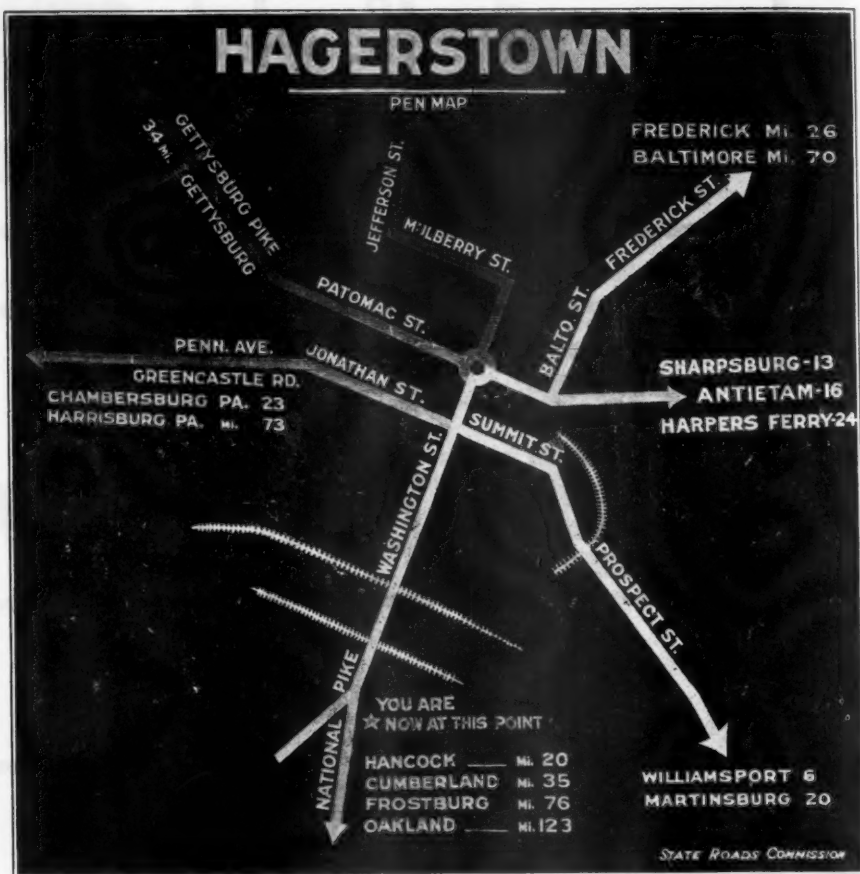 HAGERSTOWN
PEN MAP
GETTYSBURG PIKE
34 Mi. GETTYSBURG
JEFFERSON ST.
MULBERRY ST.
FREDERICK Mi. 26
BALTIMORE Mi. 70
FREDERICK ST.
PATOMAC ST.
BALTO ST.
PENN. AVE.
JONATHAN ST.
GREENCASTLE RD.
CHAMBERSBURG PA. 23
HARRISBURG PA. Mi. 73
SHARPSBURG-13
ANTIETAM-16
HARPERS FERRY-24
SUMMIT ST.
WASHINGTON ST.
PROSPECT ST.
NATIONAL PIKE
YOU ARE
☆ NOW AT THIS POINT
HANCOCK ___ Mi. 20
CUMBERLAND Mi. 35
FROSTBURG Mi. 76
OAKLAND ___ Mi. 123
WILLIAMSPORT 6
MARTINSBURG 20
STATE ROADS COMMISSION